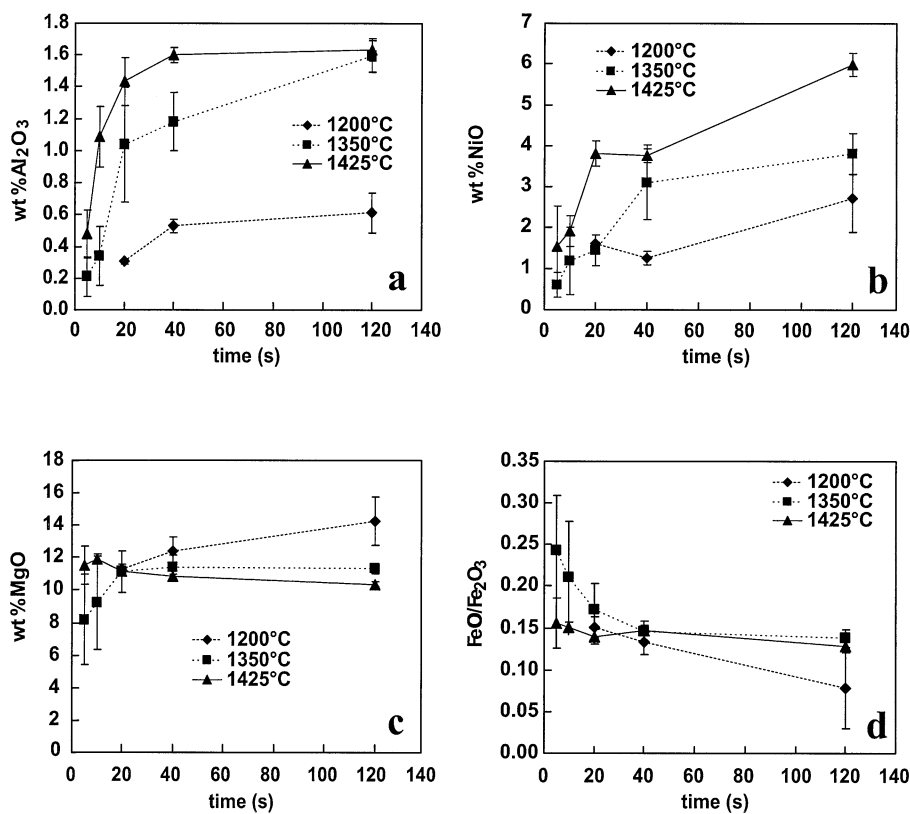 wt %Al2O3
1.8
1.6
1.4
1.2
1.0
0.8
0.6
0.4
0.2
0.0
1200°C
1350°C
1425°C
a
0 20 40 60 80 100 120 140
time (s)
wt %NiO
7
6
5
4
3
2
1
0
1200°C
1350°C
1425°C
b
0 20 40 60 80 100 120 140
time (s)
wt %MgO
18
16
14
12
10
8
6
4
2
0
1200°C
1350°C
1425°C
c
0 20 40 60 80 100 120 140
time (s)
FeO/Fe2O3
0.35
0.30
0.25
0.20
0.15
0.10
0.05
0.00
1200°C
1350°C
1425°C
d
0 20 40 60 80 100 120 140
time (s)